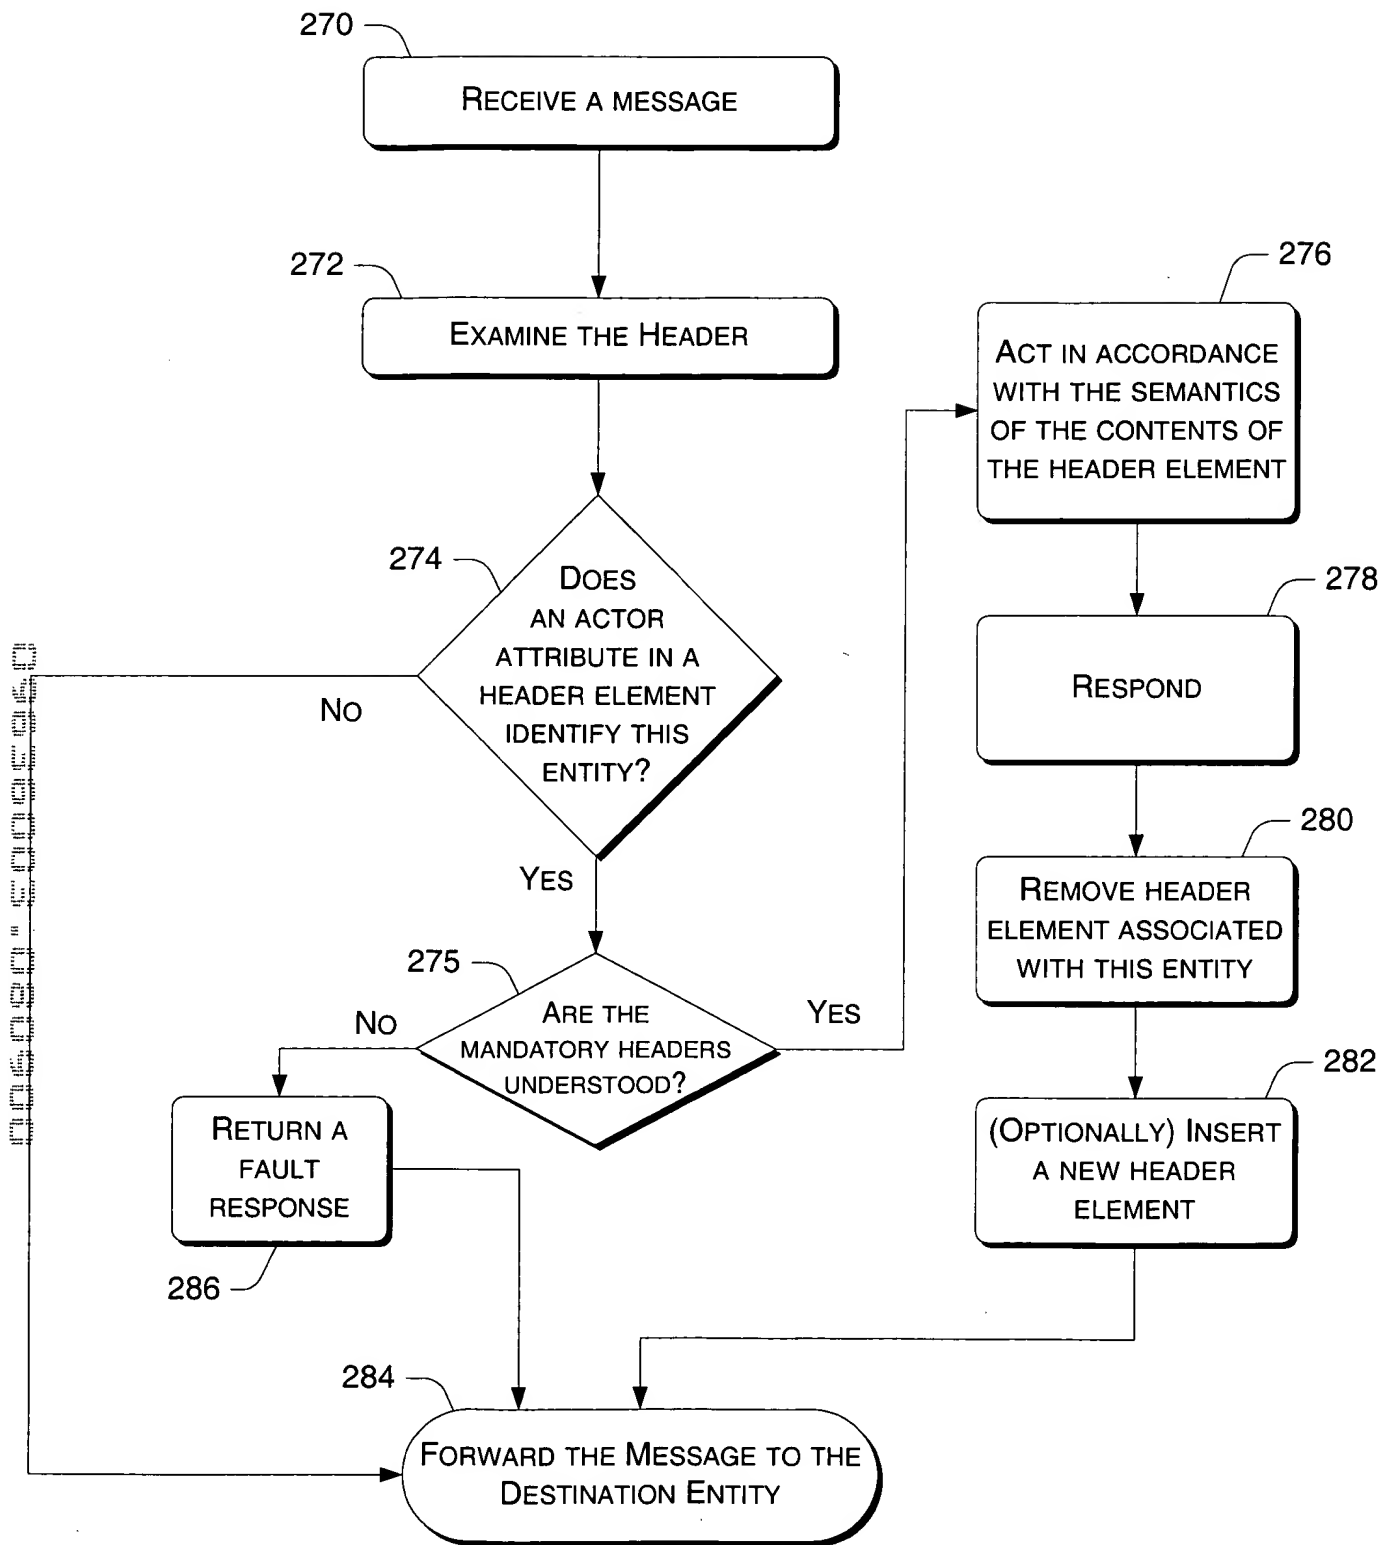 270
RECEIVE A MESSAGE
272
EXAMINE THE HEADER
274
DOES
AN ACTOR
ATTRIBUTE IN A
HEADER ELEMENT
IDENTIFY THIS
ENTITY?
NO
YES
275
ARE THE
MANDATORY HEADERS
UNDERSTOOD?
NO
YES
RETURN A
FAULT
RESPONSE
286
276
ACT IN ACCORDANCE
WITH THE SEMANTICS
OF THE CONTENTS OF
THE HEADER ELEMENT
278
RESPOND
280
REMOVE HEADER
ELEMENT ASSOCIATED
WITH THIS ENTITY
282
(OPTIONALLY) INSERT
A NEW HEADER
ELEMENT
284
FORWARD THE MESSAGE TO THE
DESTINATION ENTITY